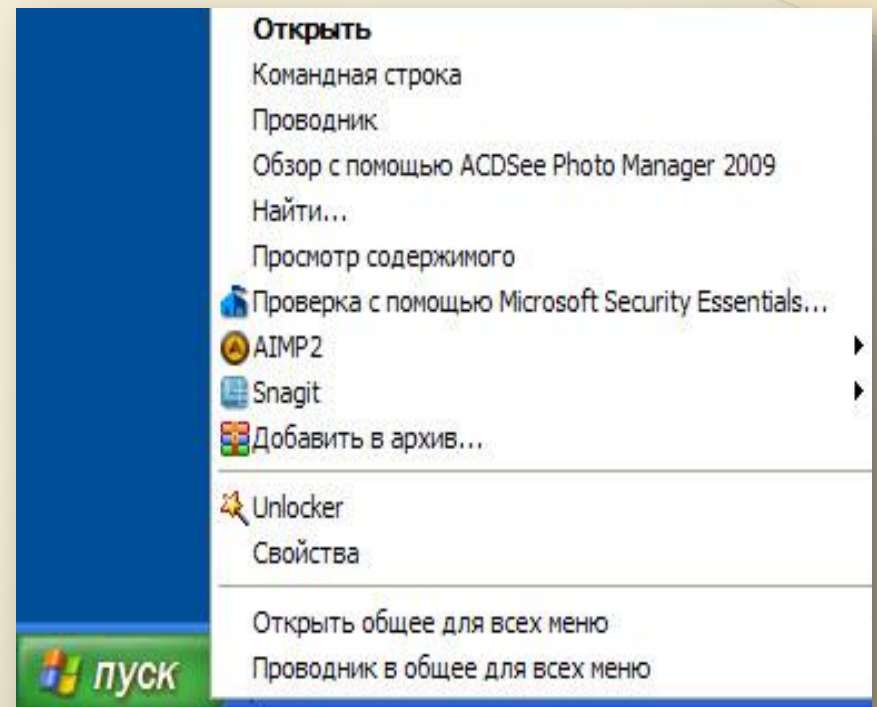 Открыть
Командная строка
Проводник
Обзор с помощью ACDSee Photo Manager 2009
Найти...
Просмотр содержимого
Проверка с помощью Microsoft Security Essentials...
AIMP2
Snagit
Добавить в архив...
Unlocker
Свойства
Открыть общее для всех меню
Проводник в общее для всех меню
пуск